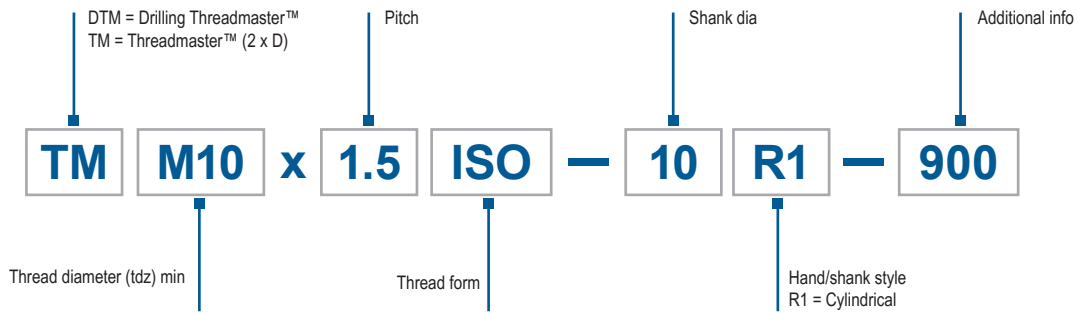 DTM = Drilling Threadmaster™
TM = Threadmaster™ (2 x D)
Pitch
Shank dia
Additional info
TM M10 x 1.5 ISO — 10 R1 — 900
Thread diameter (tdz) min
Thread form
Hand/shank style
R1 = Cylindrical